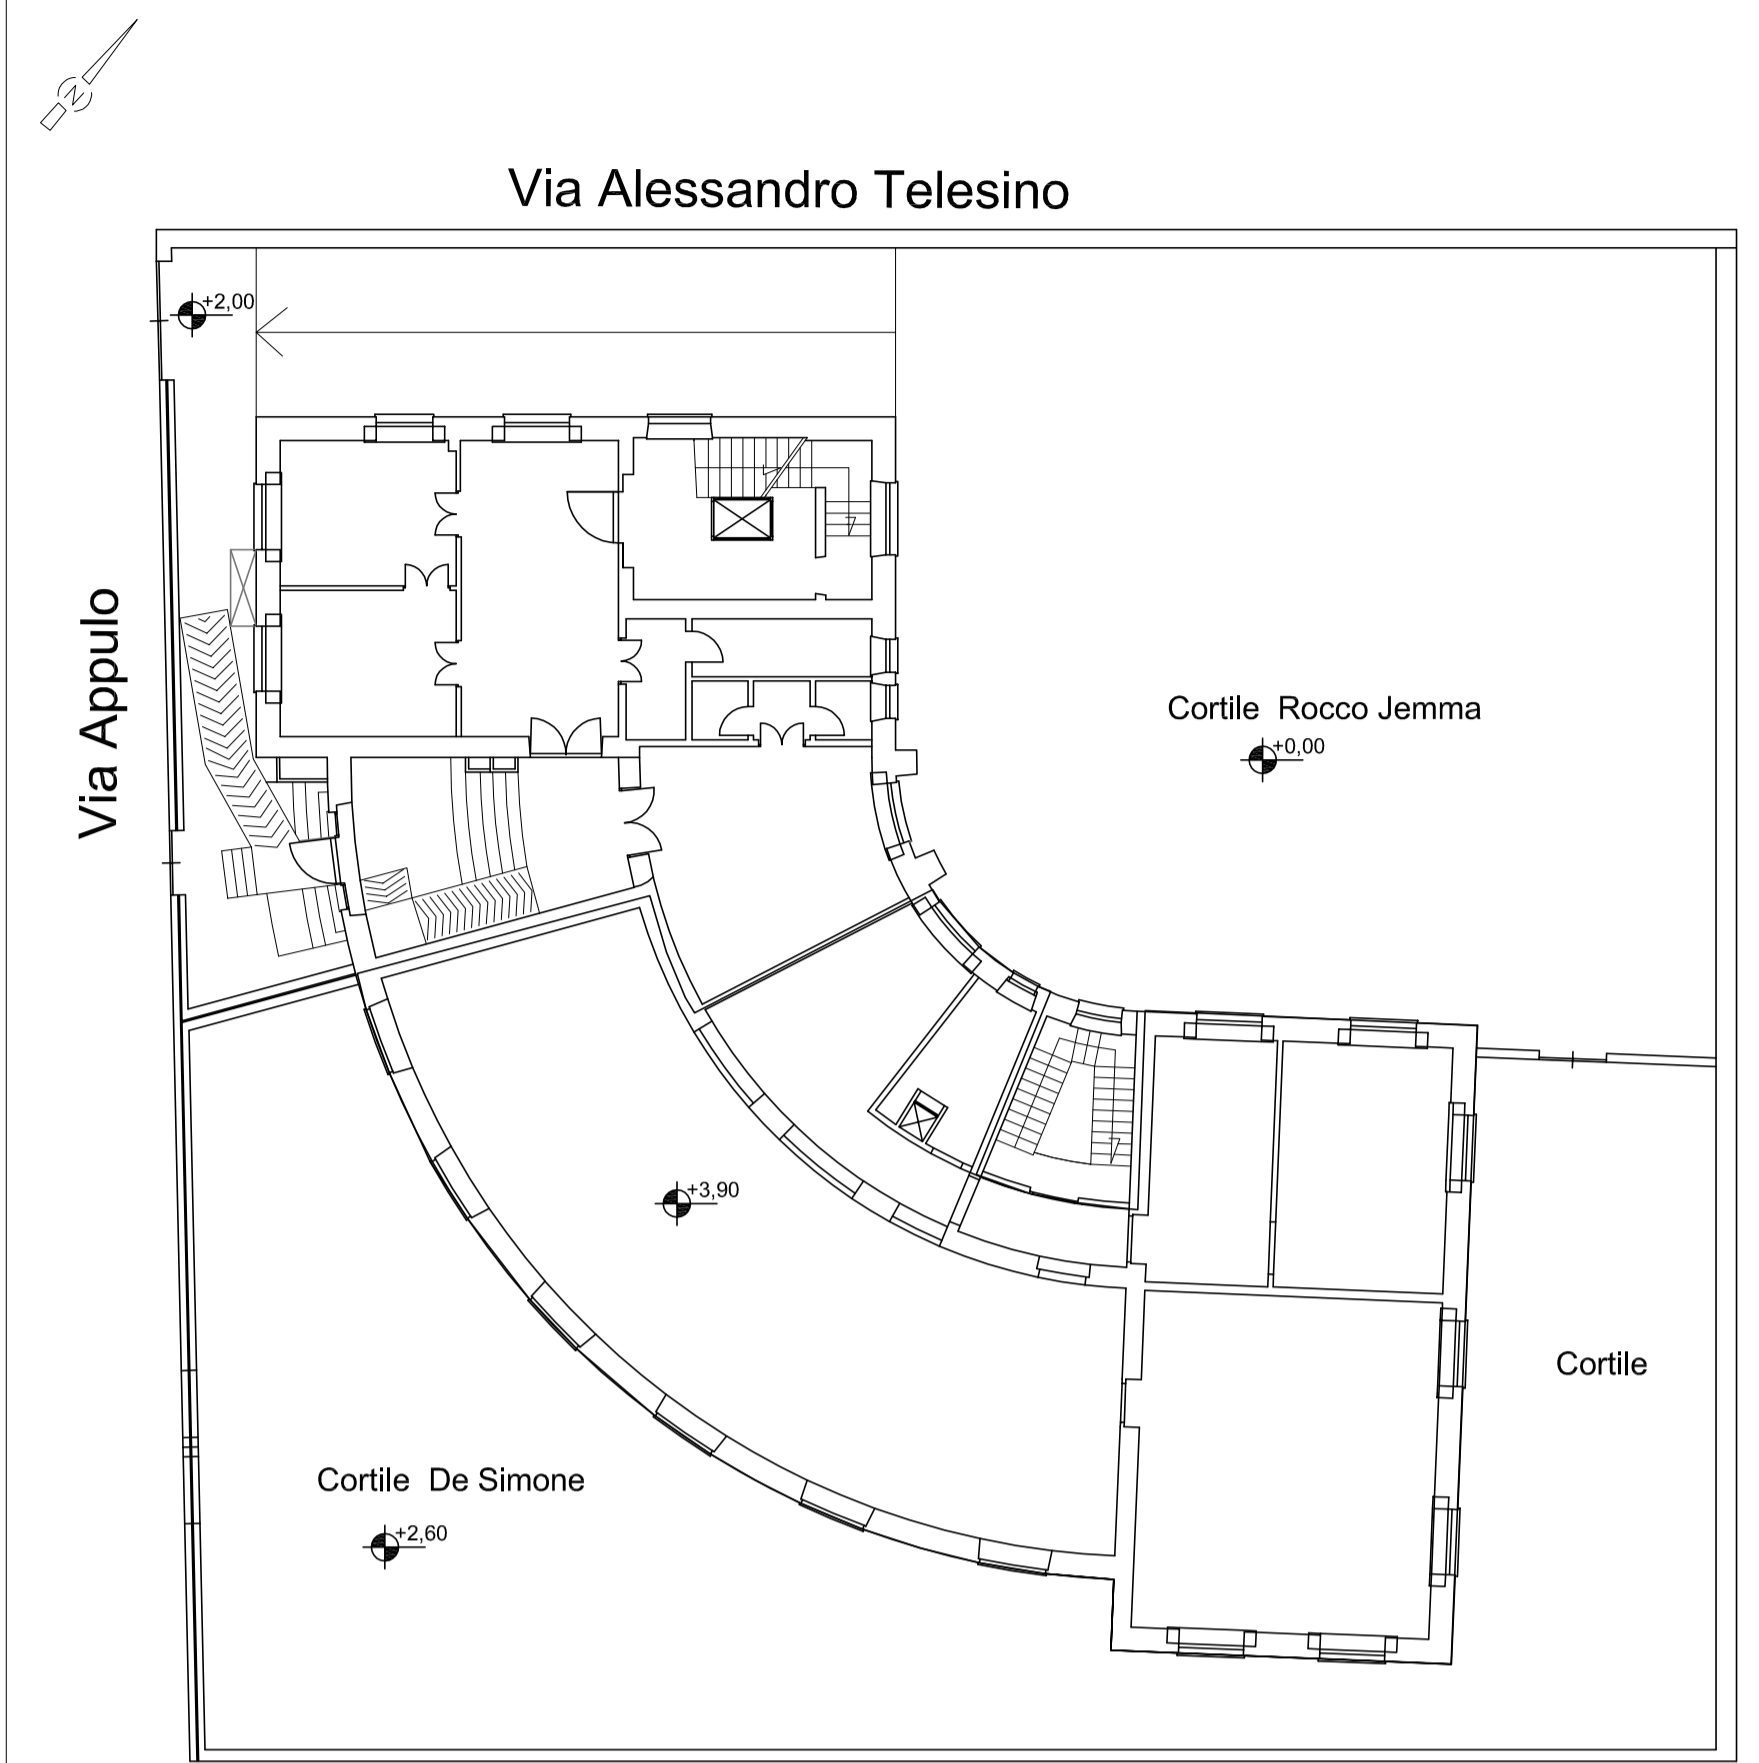 N
Via Alessandro Telesino
+2,00
Via Appulo
Cortile Rocco Jemma
+0,00
+3,90
Cortile
Cortile De Simone
+2,60